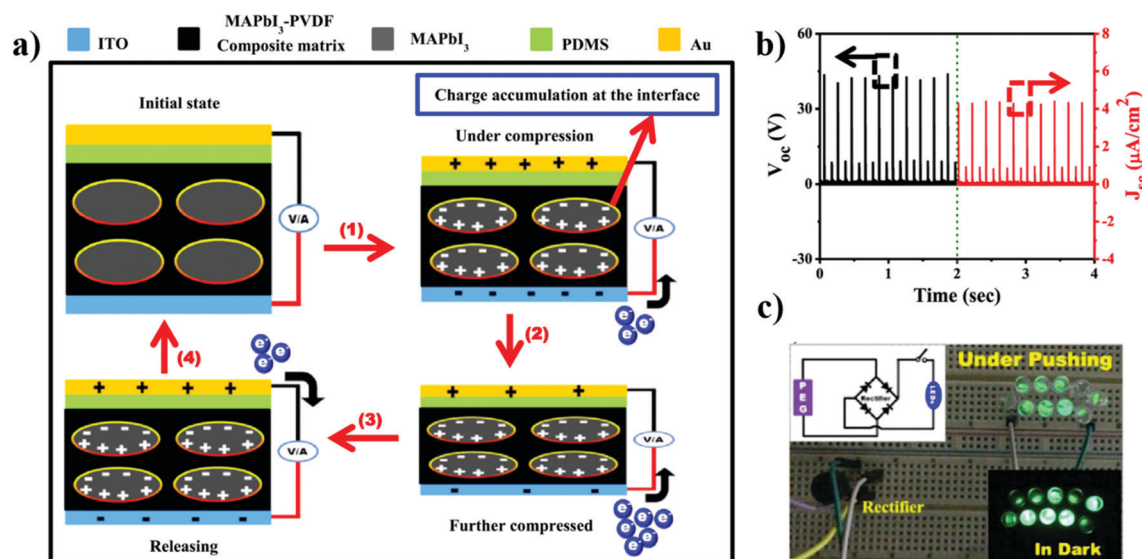 a)
ITO
MAPbI3-PVDF
Composite matrix
MAPbI3
PDMS
Au
Initial state
V/A
(1)
Charge accumulation at the interface
Under compression
+ + + + +
- - - -
+ + + +
- - - -
+ + + +
- - - -
+ + + +
- - - -
+ + + +
- - - -
V/A
e- e- e- e-
(2)
+ + +
- - - -
+ + + +
- - - -
+ + + +
- - - -
+ + + +
- - - -
+ + + +
- - -
V/A
e- e- e- e- e- e- e-
Further compressed
(3)
+ + + +
- - - -
+ + + +
- - - -
+ + + +
- - - -
+ + + +
- - - -
+ + + +
- - - -
V/A
Releasing
e- e- e- e-
(4)
b)
60
30
0
-30
Voc (V)
8
6
4
2
0
-2
-4
Jsc (µA/cm2)
0 1 2 3 4
Time (sec)
c)
PEG
Rectifier
LEDs
Under Pushing
Rectifier
In Dark